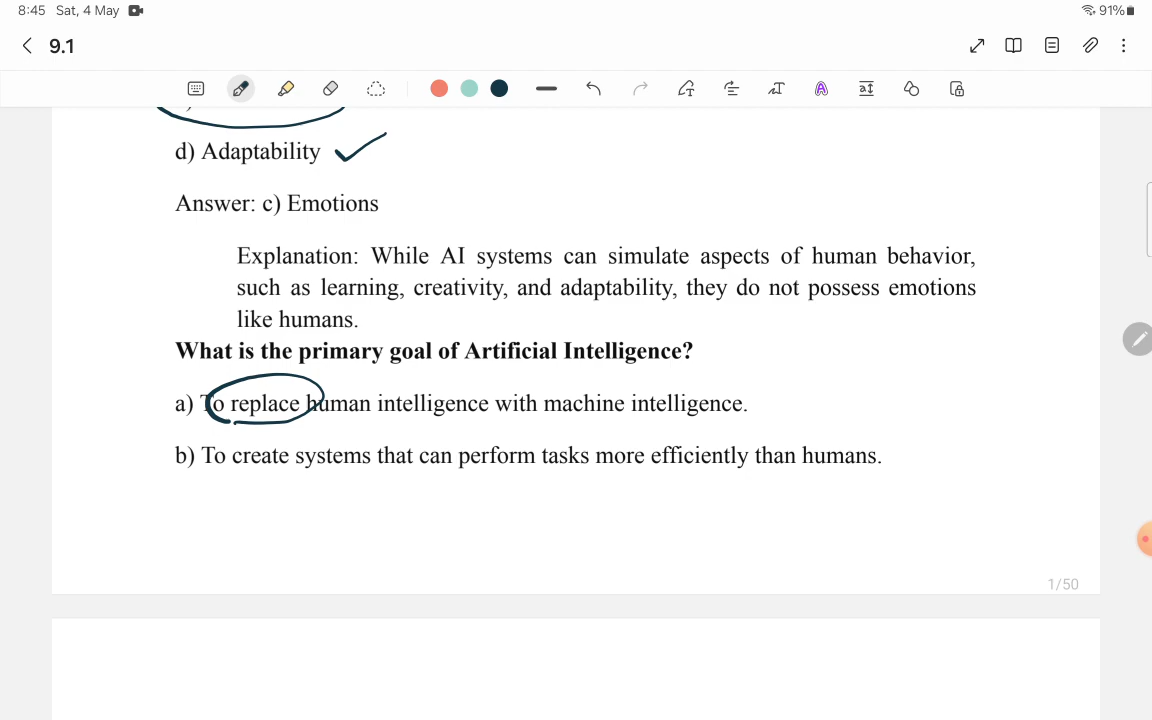 8:45 Sat, 4 May 91%
9.1
d) Adaptability
Answer: c) Emotions
Explanation: While AI systems can simulate aspects of human behavior,
such as learning, creativity, and adaptability, they do not possess emotions
like humans.
What is the primary goal of Artificial Intelligence?
a) To replace human intelligence with machine intelligence.
b) To create systems that can perform tasks more efficiently than humans.
1/50